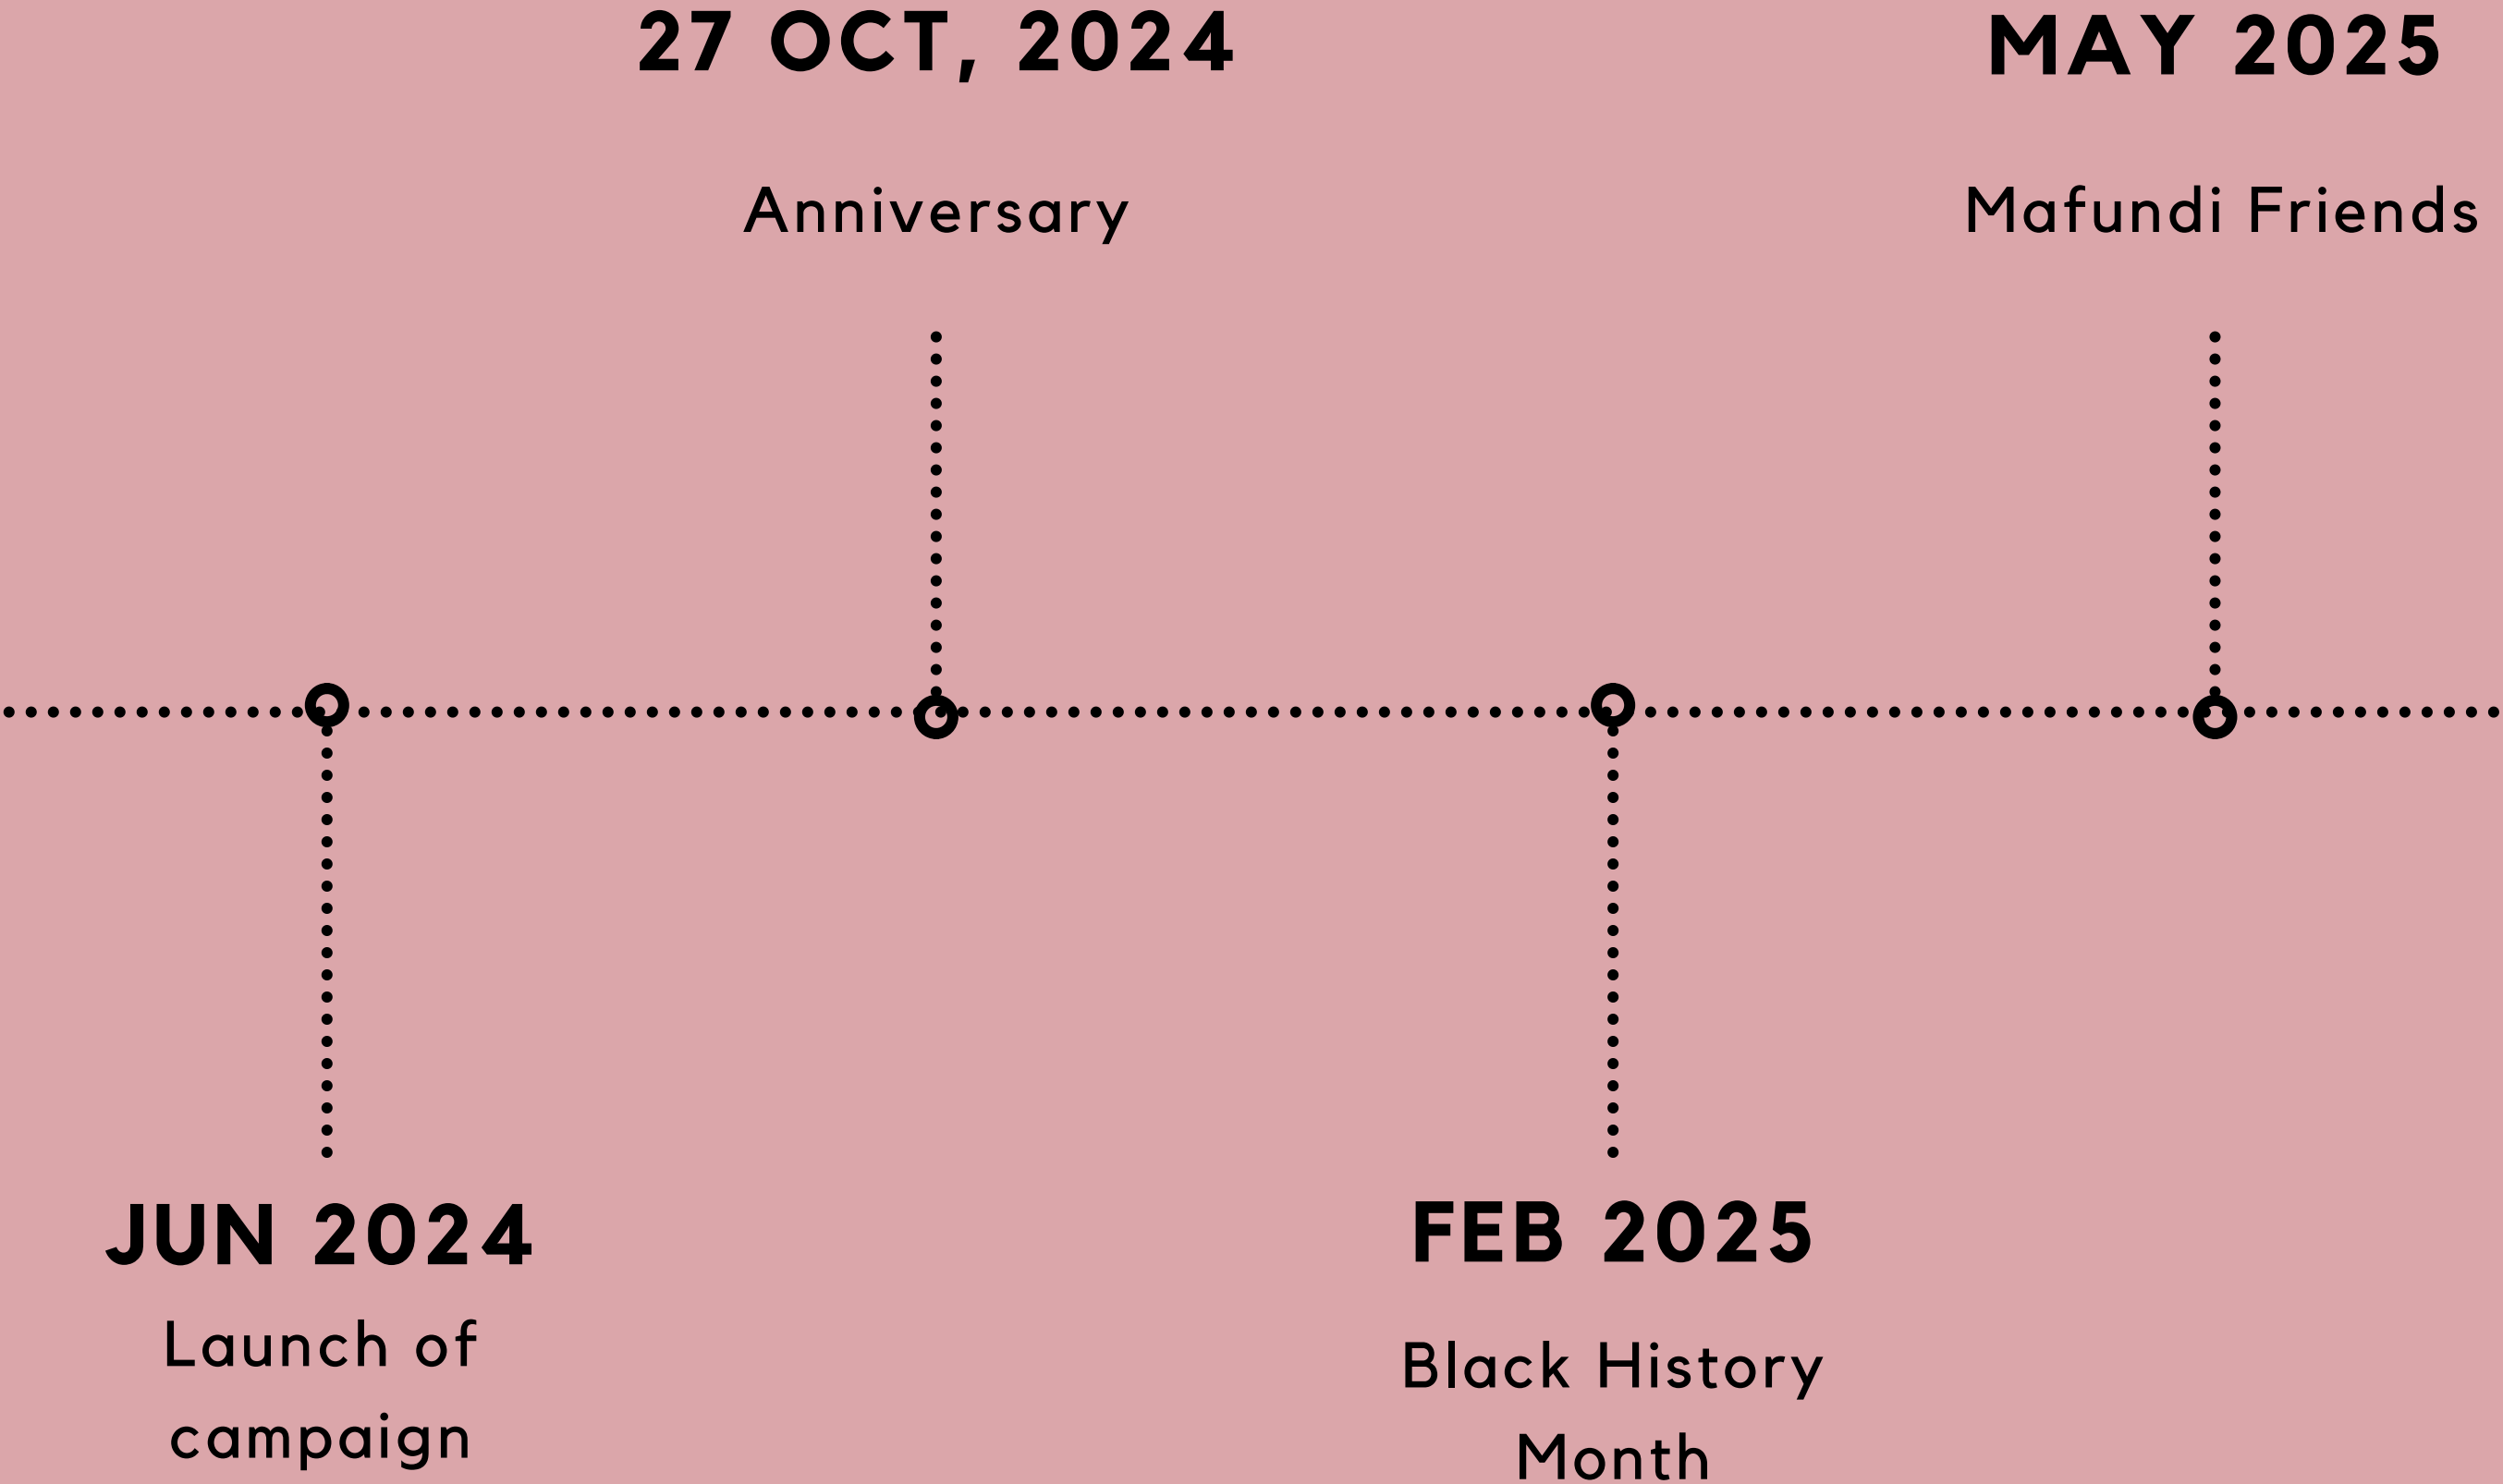 27 OCT, 2024
Anniversary
MAY 2025
Mafundi Friends
JUN 2024
Launch of
campaign
FEB 2025
Black History
Month